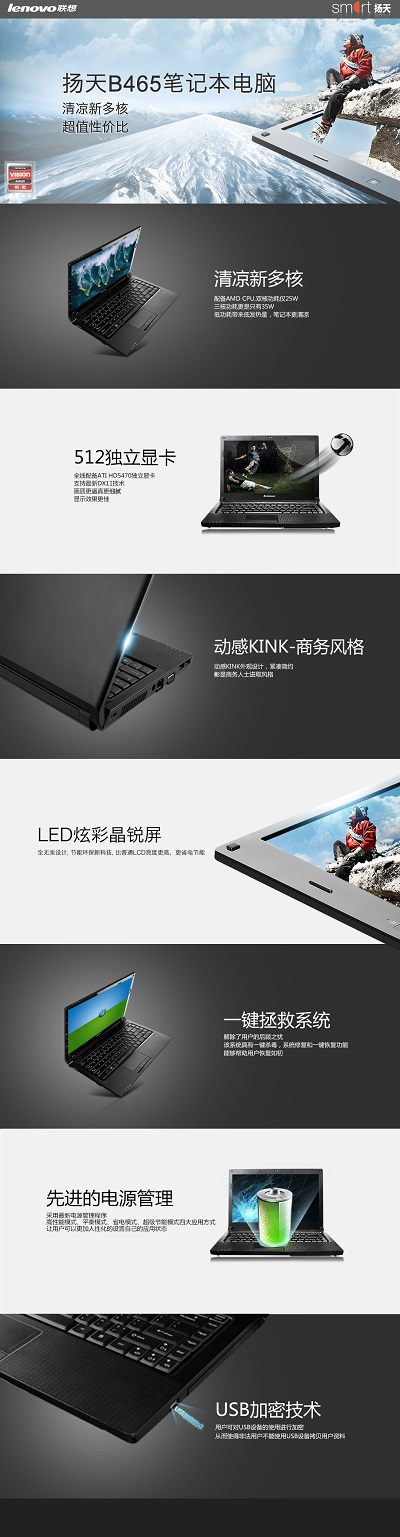 lenovo联想
smart 扬天
扬天B465笔记本电脑
清凉新多核
超值性价比
VISION
AMD
清凉新多核
配备AMD CPU,双核功耗仅25W
三核功耗更是只有35W
低功耗带来低发热量，笔记本更清凉
512独立显卡
全线配备ATI HD5470独立显卡
支持最新DX11技术
画质更逼真更细腻
显示效果更佳
lenovo
动感KINK-商务风格
动感KINK外观设计，紧凑简约
彰显商务人士进取风格
LED炫彩晶锐屏
全无汞设计, 节能环保新科技, 比普通LCD亮度更高、更省电节能
一键拯救系统
解除了用户的后顾之忧
该系统具有一键杀毒，系统修复和一键恢复功能
能够帮助用户恢复如初
先进的电源管理
采用最新电源管理程序
高性能模式、平衡模式、省电模式、超级节能模式四大应用方式
让用户可以更加人性化的设置自己的应用状态
USB加密技术
用户可对USB设备的使用进行加密
从而使得非法用户不能使用USB设备拷贝用户资料